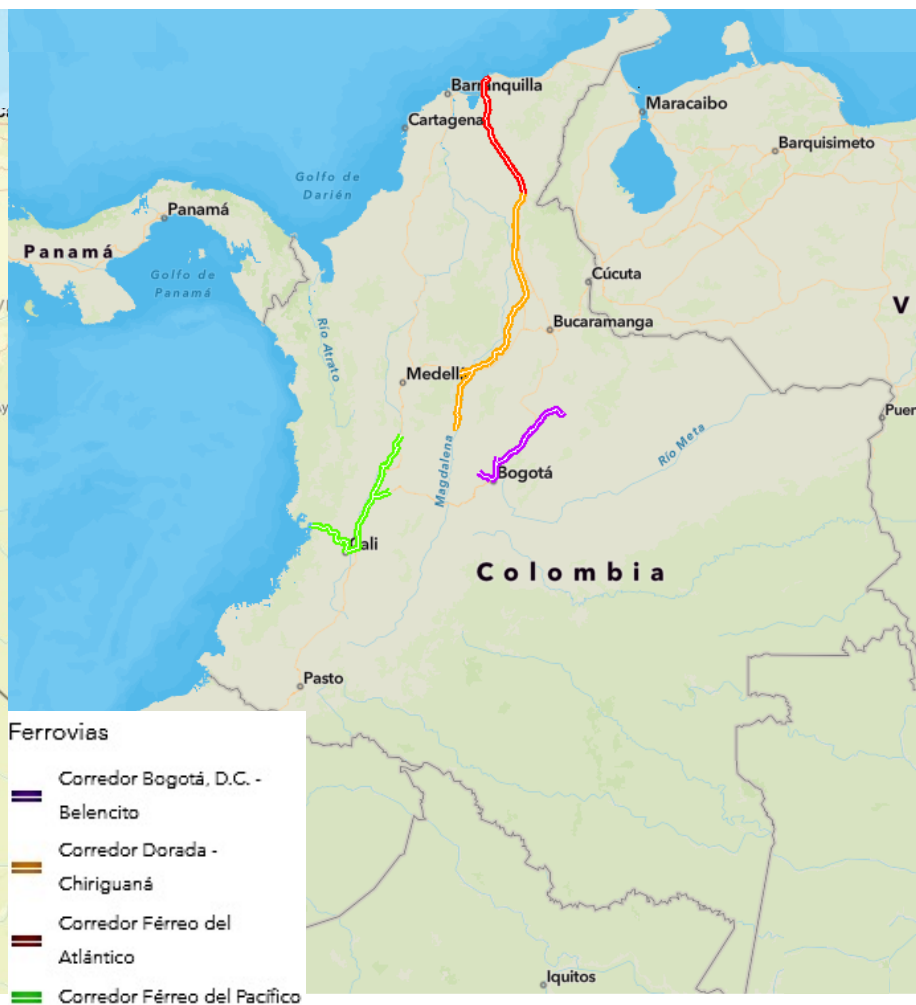 Barranquilla
Maracaibo
Cartagena
Barquisimeto
Golfo de
Darién
Panamá
Panamá
Golfo de
Panamá
Cúcuta
V
Bucaramanga
Río Atrato
Puer
Río Meta
Magdalena
Bogotá
Cali
Colombia
Pasto
Ferrovias
Corredor Bogotá, D.C. -
Belencito
Corredor Dorada -
Chiriguaná
Corredor Férreo del
Atlántico
Corredor Férreo del Pacífico
Iquitos